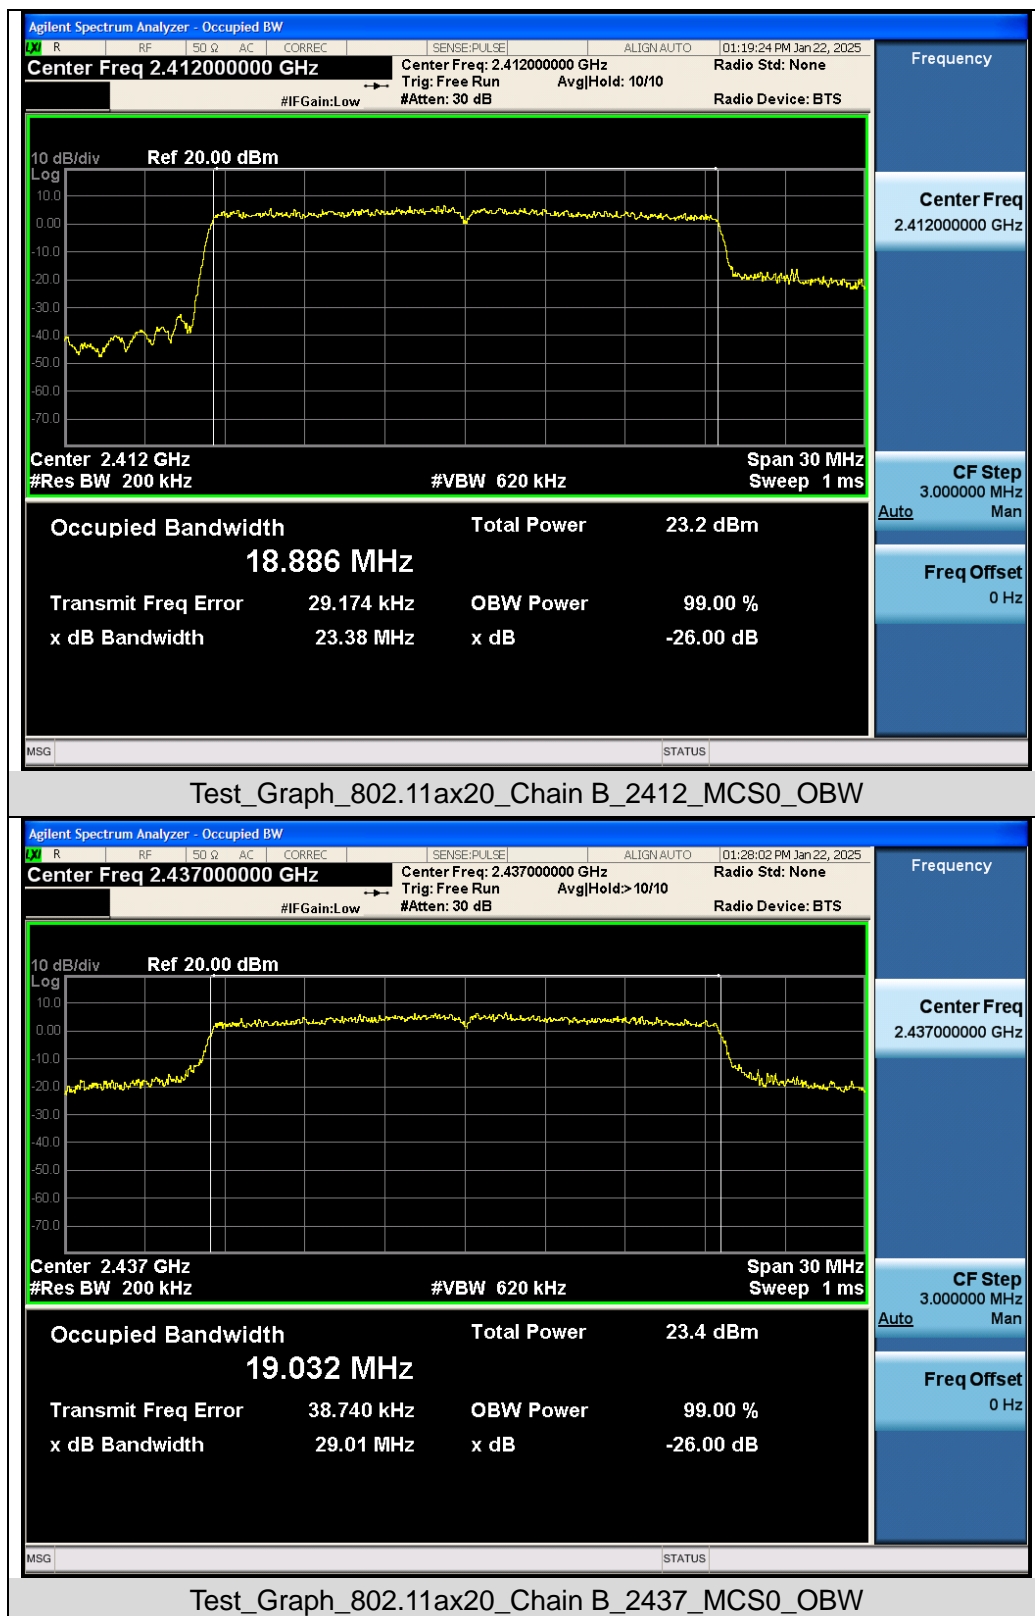 Agilent Spectrum Analyzer - Occupied BW
LXI R RF 50 Ω AC CORREC SENSE:PULSE ALIGN AUTO 01:19:24 PM Jan 22, 2025
Center Freq 2.412000000 GHz Center Freq: 2.412000000 GHz Radio Std: None
Trig: Free Run Avg|Hold: 10/10
#IFGain:Low #Atten: 30 dB Radio Device: BTS
Frequency
10 dB/div Ref 20.00 dBm
Log
10.0
0.00
-10.0
-20.0
-30.0
-40.0
-50.0
-60.0
-70.0
Center 2.412 GHz Span 30 MHz
#Res BW 200 kHz #VBW 620 kHz Sweep 1 ms
Center Freq
2.412000000 GHz
CF Step
3.000000 MHz
Auto Man
Freq Offset
0 Hz
Occupied Bandwidth Total Power 23.2 dBm
18.886 MHz
Transmit Freq Error 29.174 kHz OBW Power 99.00 %
x dB Bandwidth 23.38 MHz x dB -26.00 dB
MSG STATUS
Test_Graph_802.11ax20_Chain B_2412_MCS0_OBW
Agilent Spectrum Analyzer - Occupied BW
LXI R RF 50 Ω AC CORREC SENSE:PULSE ALIGN AUTO 01:28:02 PM Jan 22, 2025
Center Freq 2.437000000 GHz Center Freq: 2.437000000 GHz Radio Std: None
Trig: Free Run Avg|Hold:> 10/10
#IFGain:Low #Atten: 30 dB Radio Device: BTS
Frequency
10 dB/div Ref 20.00 dBm
Log
10.0
0.00
-10.0
-20.0
-30.0
-40.0
-50.0
-60.0
-70.0
Center 2.437 GHz Span 30 MHz
#Res BW 200 kHz #VBW 620 kHz Sweep 1 ms
Center Freq
2.437000000 GHz
CF Step
3.000000 MHz
Auto Man
Freq Offset
0 Hz
Occupied Bandwidth Total Power 23.4 dBm
19.032 MHz
Transmit Freq Error 38.740 kHz OBW Power 99.00 %
x dB Bandwidth 29.01 MHz x dB -26.00 dB
MSG STATUS
Test_Graph_802.11ax20_Chain B_2437_MCS0_OBW